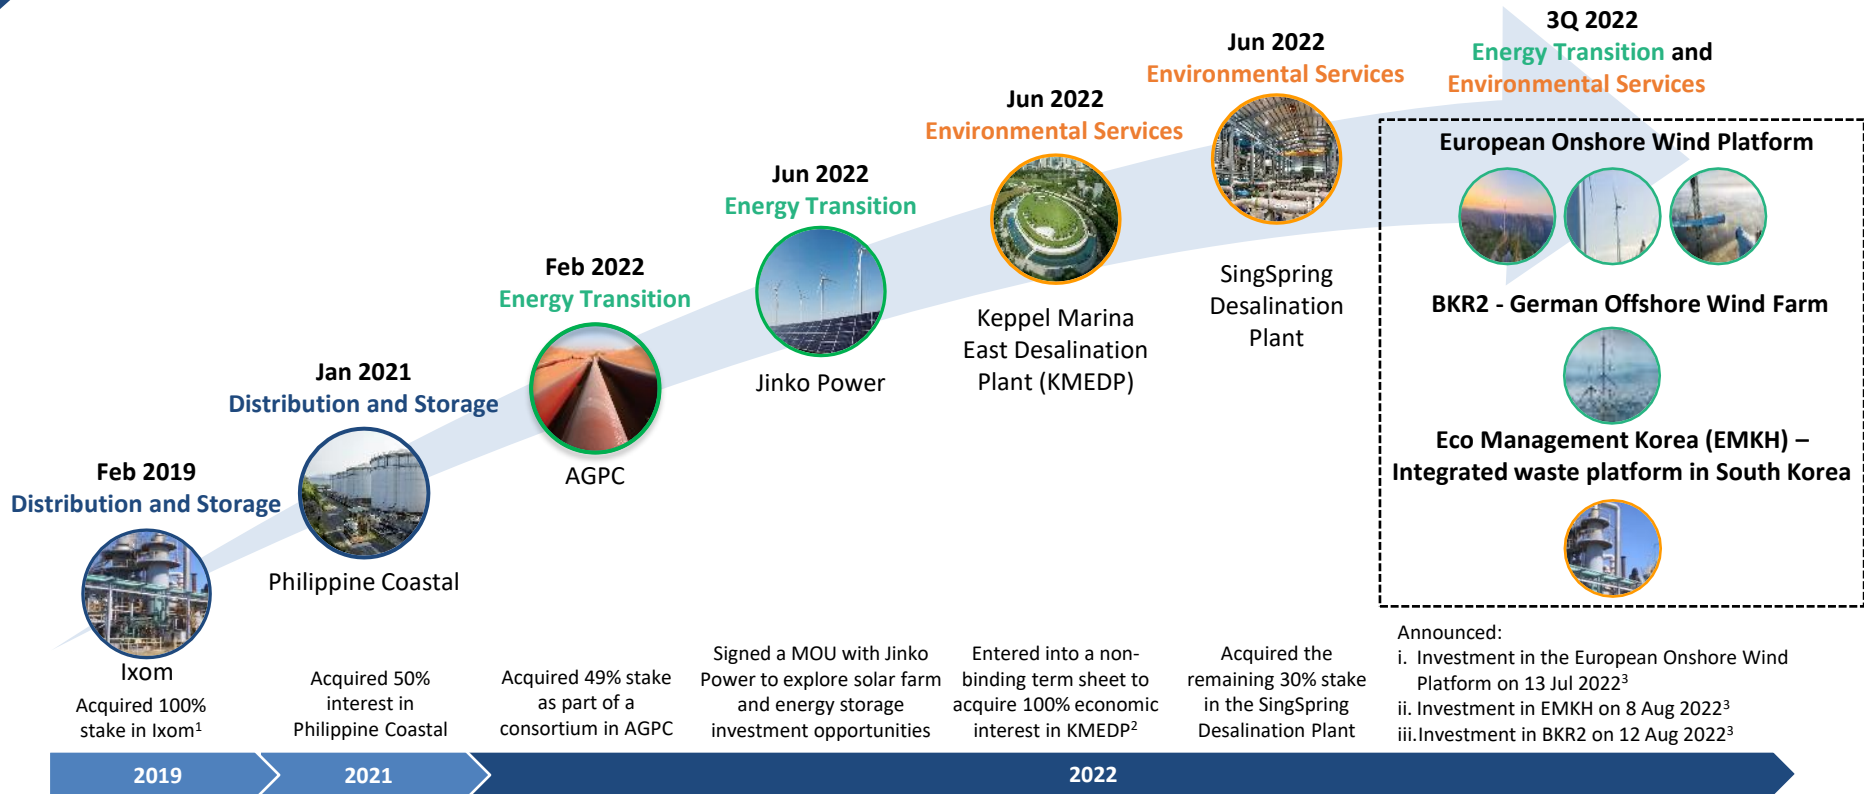 Feb 2019
Distribution and Storage
Ixom
Acquired 100%
stake in Ixom¹
Jan 2021
Distribution and Storage
Philippine Coastal
Acquired 50%
interest in
Philippine Coastal
Feb 2022
Energy Transition
AGPC
Acquired 49% stake
as part of a
consortium in AGPC
Jun 2022
Energy Transition
Jinko Power
Signed a MOU with Jinko
Power to explore solar farm
and energy storage
investment opportunities
Jun 2022
Environmental Services
Keppel Marina
East Desalination
Plant (KMEDP)
Entered into a non-
binding term sheet to
acquire 100% economic
interest in KMEDP²
Jun 2022
Environmental Services
SingSpring
Desalination
Plant
Acquired the
remaining 30% stake
in the SingSpring
Desalination Plant
3Q 2022
Energy Transition and
Environmental Services
European Onshore Wind Platform
BKR2 - German Offshore Wind Farm
Eco Management Korea (EMKH) –
Integrated waste platform in South Korea
Announced:
i. Investment in the European Onshore Wind
Platform on 13 Jul 2022³
ii. Investment in EMKH on 8 Aug 2022³
iii.Investment in BKR2 on 12 Aug 2022³
2019
2021
2022